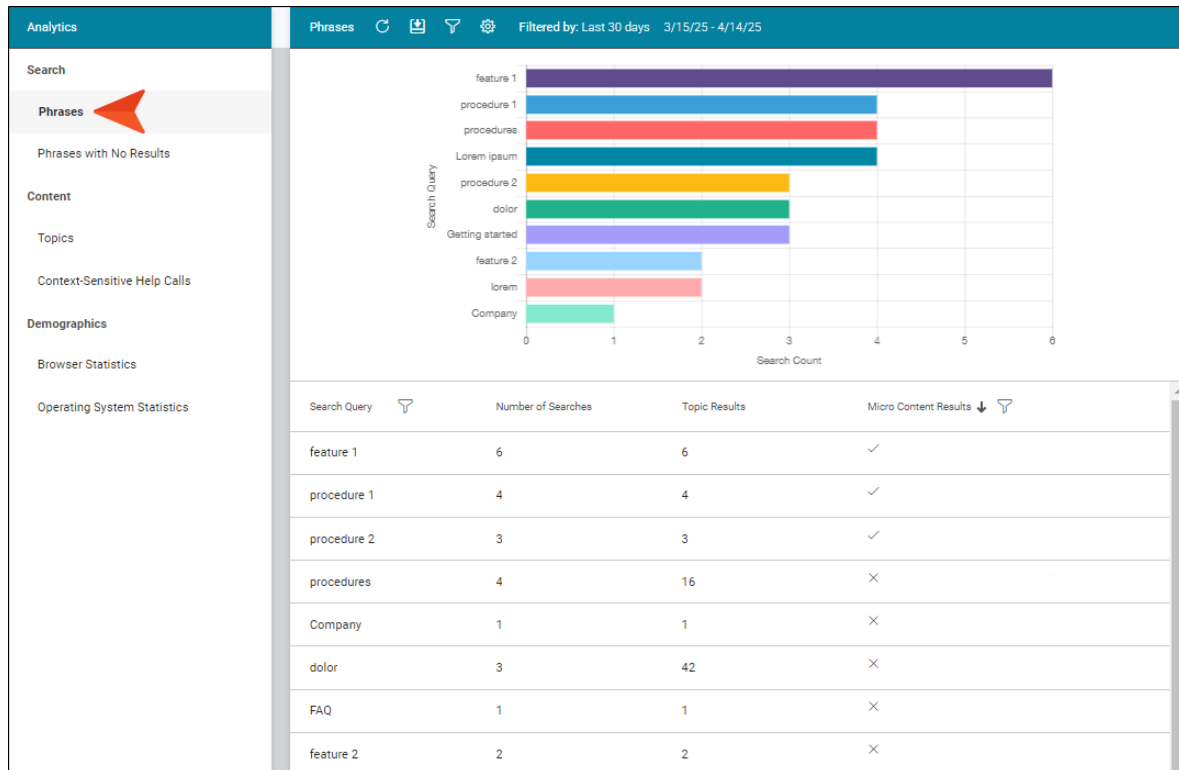 Analytics
Search
Phrases
Phrases with No Results
Content
Topics
Context-Sensitive Help Calls
Demographics
Browser Statistics
Operating System Statistics
Phrases Filtered by: Last 30 days 3/15/25 - 4/14/25
Search Query
feature 1
procedure 1
procedures
Lorem ipsum
procedure 2
dolor
Getting started
feature 2
lorem
Company
0 1 2 3 4 5 6
Search Count
Search Query Number of Searches Topic Results Micro Content Results
feature 1 6 6
procedure 1 4 4
procedure 2 3 3
procedures 4 16
Company 1 1
dolor 3 42
FAQ 1 1
feature 2 2 2